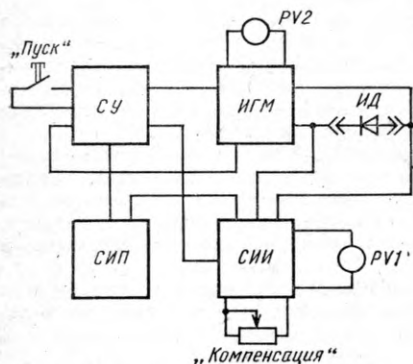 PV2
„Пуск“
СУ
ИГМ
ИД
СИП
СИИ
PV1
„Компенсация“